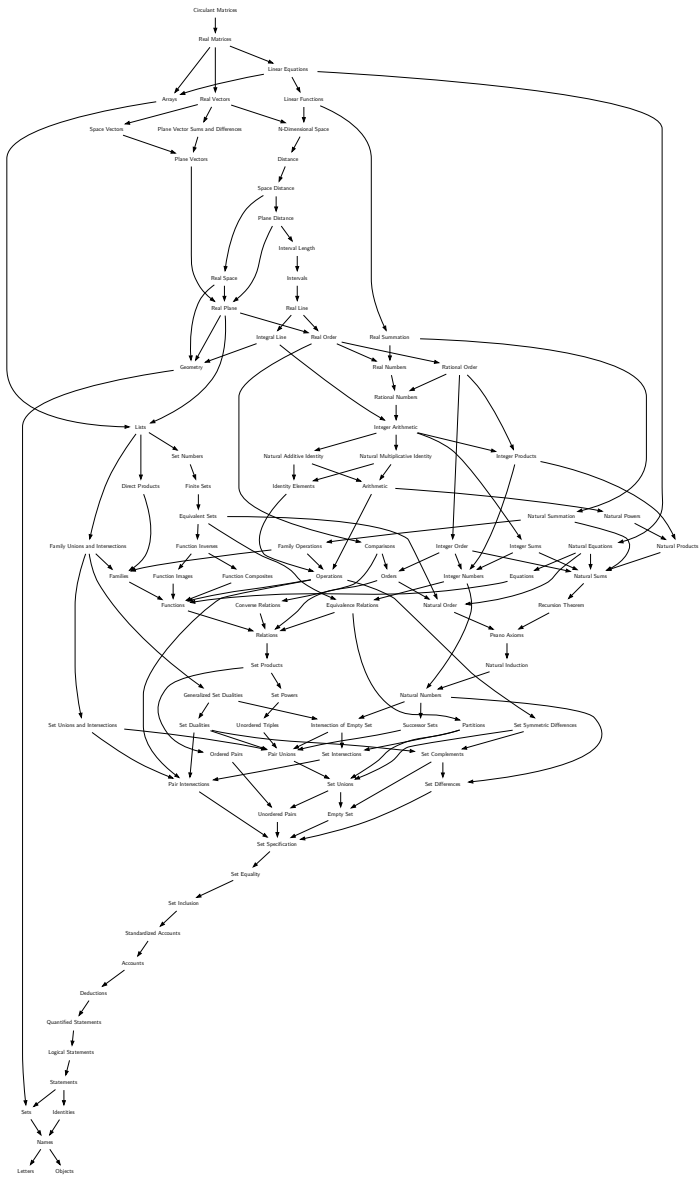 Circulant Matrices
Real Matrices
Linear Equations
Arrays
Real Vectors
Linear Functions
Space Vectors
Plane Vector Sums and Differences
N-Dimensional Space
Plane Vectors
Distance
Space Distance
Plane Distance
Interval Length
Real Space
Intervals
Real Plane
Real Line
Integral Line
Real Order
Real Summation
Geometry
Real Numbers
Rational Order
Rational Numbers
Lists
Integer Arithmetic
Set Numbers
Natural Additive Identity
Natural Multiplicative Identity
Integer Products
Direct Products
Finite Sets
Identity Elements
Arithmetic
Equivalent Sets
Natural Summation
Natural Powers
Family Unions and Intersections
Function Inverses
Family Operations
Comparisons
Integer Order
Integer Sums
Natural Equations
Natural Products
Families
Function Images
Function Composites
Operations
Orders
Integer Numbers
Equations
Natural Sums
Functions
Converse Relations
Equivalence Relations
Natural Order
Recursion Theorem
Relations
Peano Axioms
Set Products
Natural Induction
Generalized Set Dualities
Set Powers
Natural Numbers
Set Unions and Intersections
Set Dualities
Unordered Triples
Intersection of Empty Set
Successor Sets
Partitions
Set Symmetric Differences
Ordered Pairs
Pair Unions
Set Intersections
Set Complements
Pair Intersections
Set Unions
Set Differences
Unordered Pairs
Empty Set
Set Specification
Set Equality
Set Inclusion
Standardized Accounts
Accounts
Deductions
Quantified Statements
Logical Statements
Statements
Sets
Identities
Names
Letters
Objects